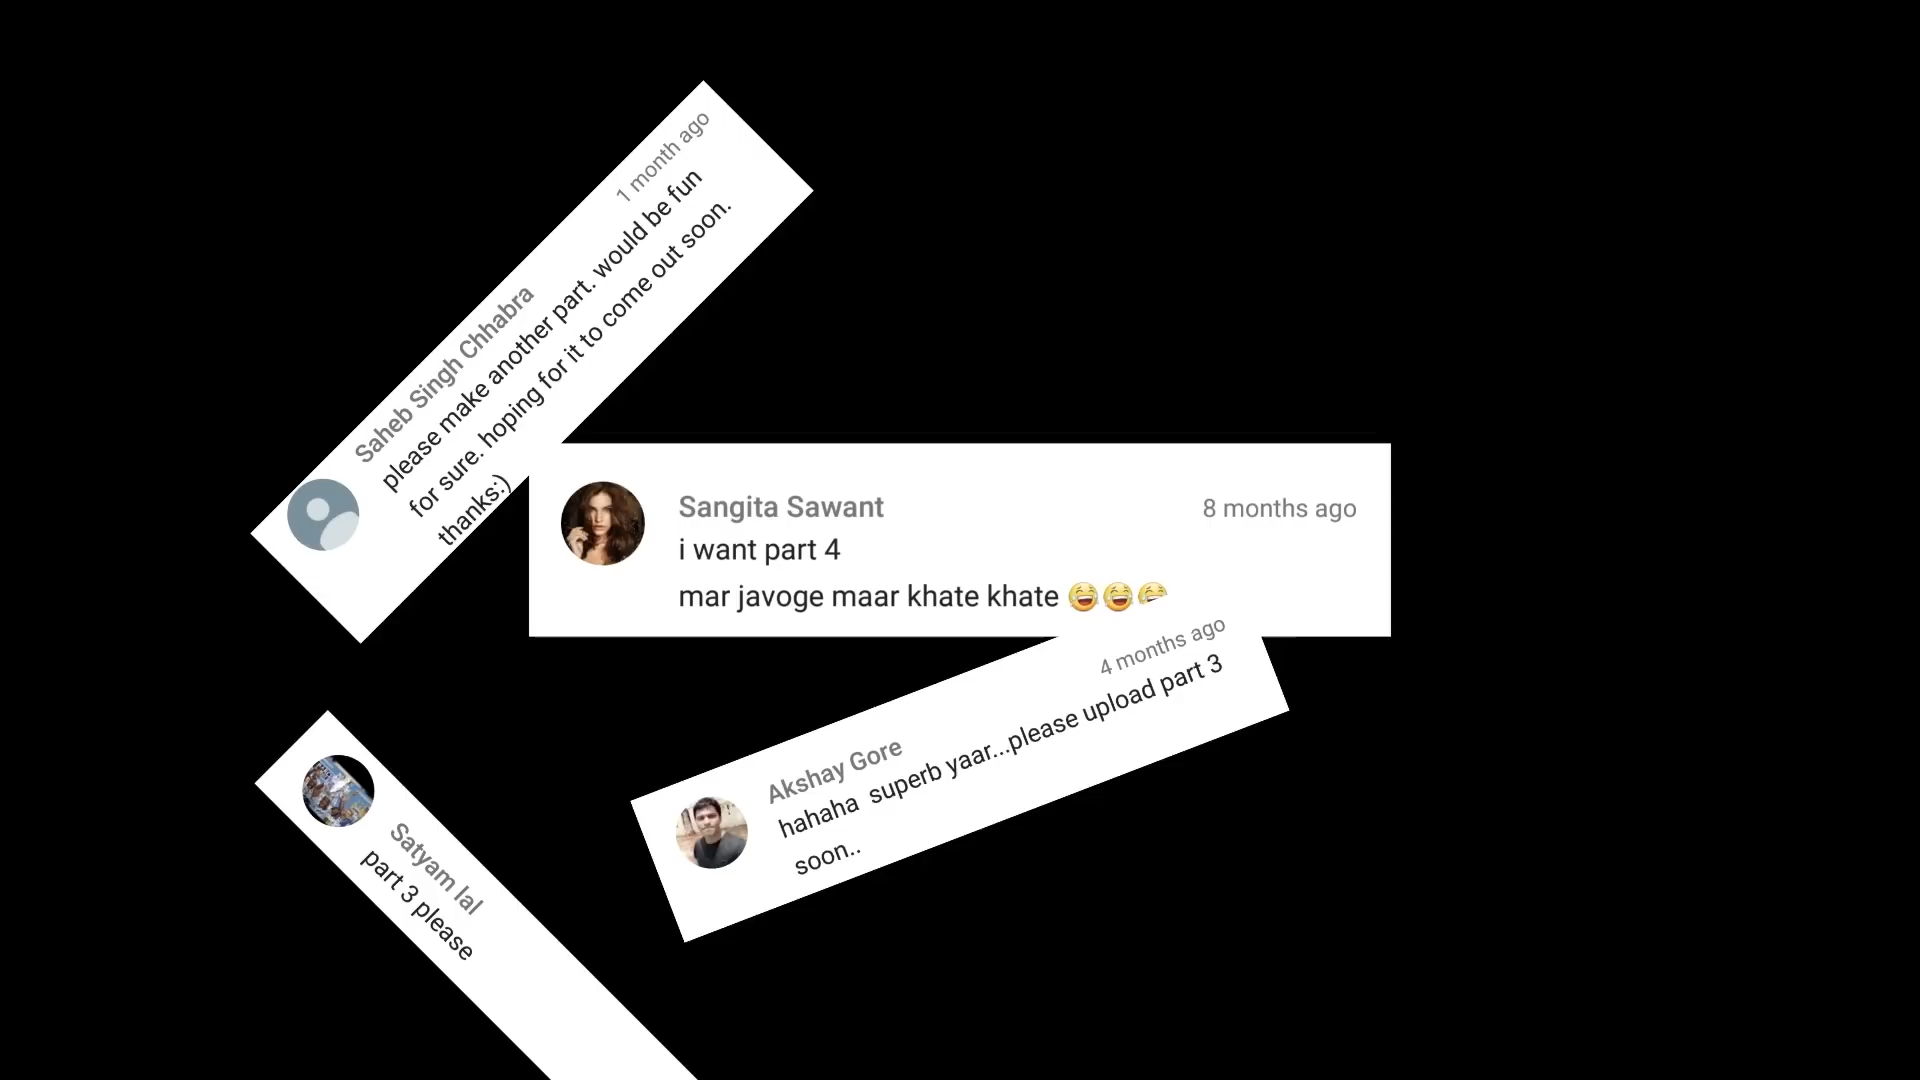 Saheb Singh Chhabra
1 month ago
please make another part. would be fun
for sure. hoping for it to come out soon.
thanks:)
Sangita Sawant
8 months ago
i want part 4
mar javoge maar khate khate 😂😂😂
Akshay Gore
4 months ago
hahaha superb yaar...please upload part 3
soon..
Satyam lal
part 3 please